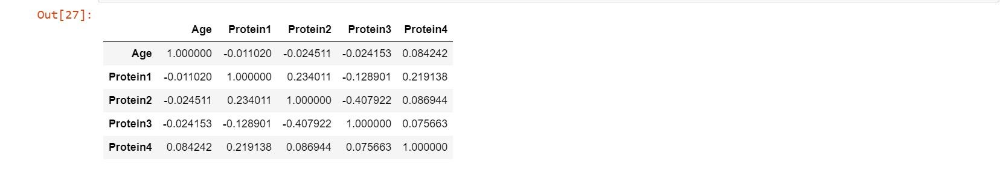 Out[27]:
Age Protein1 Protein2 Protein3 Protein4
Age 1.000000 -0.011020 -0.024511 -0.024153 0.084242
Protein1 -0.011020 1.000000 0.234011 -0.128901 0.219138
Protein2 -0.024511 0.234011 1.000000 -0.407922 0.086944
Protein3 -0.024153 -0.128901 -0.407922 1.000000 0.075663
Protein4 0.084242 0.219138 0.086944 0.075663 1.000000